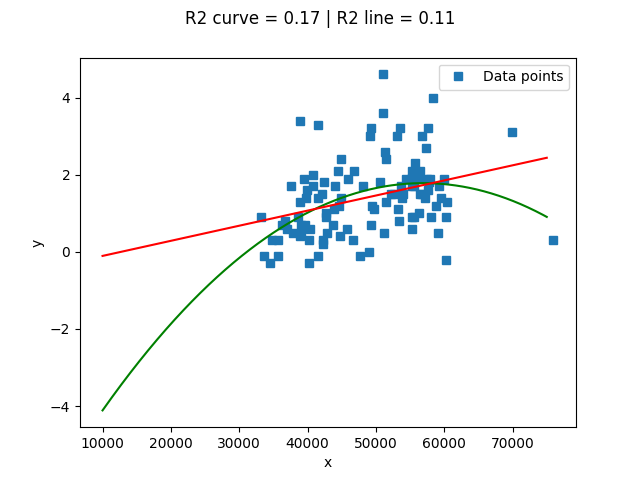 R2 curve = 0.17 | R2 line = 0.11
Data points
y
4
2
0
−2
−4
10000 20000 30000 40000 50000 60000 70000
x